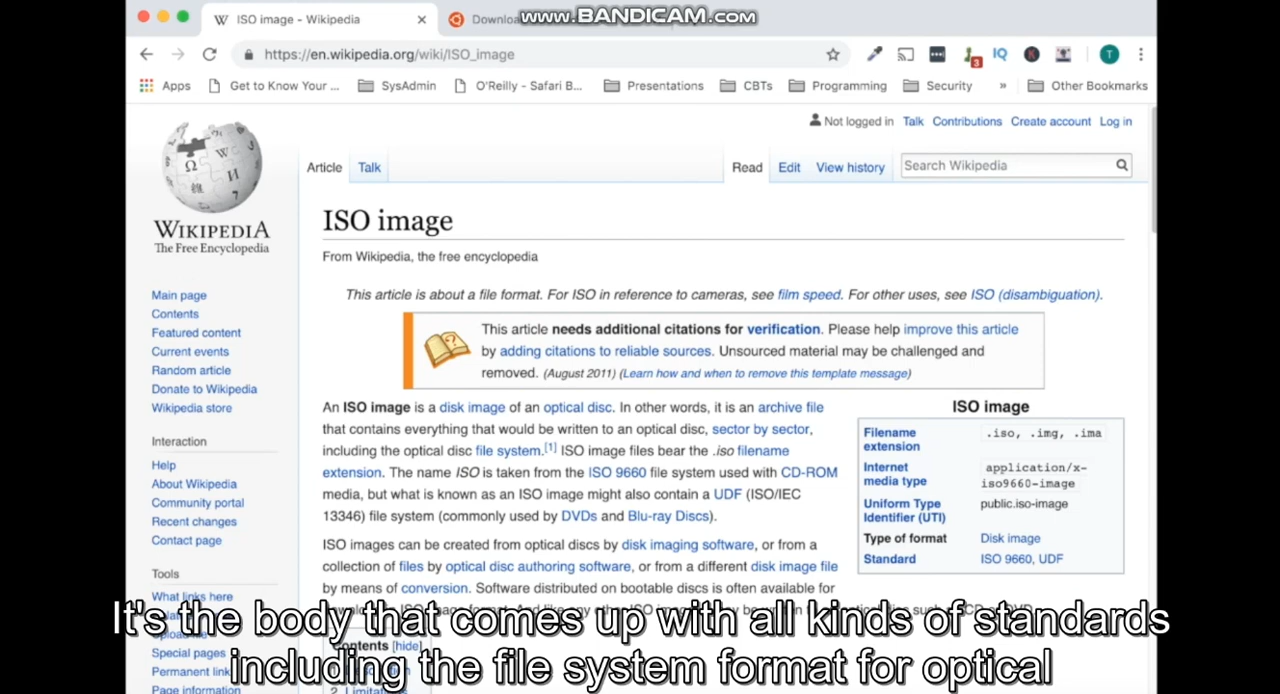 ISO image - Wikipedia
Downloa
www.BANDICAM.com
https://en.wikipedia.org/wiki/ISO_image
3
IQ
K
T
Apps
Get to Know Your ...
SysAdmin
O'Reilly - Safari B...
Presentations
CBTs
Programming
Security
»
Other Bookmarks
Not logged in Talk Contributions Create account Log in
Article Talk
Read Edit View history
Search Wikipedia
WIKIPEDIA
The Free Encyclopedia
Main page
Contents
Featured content
Current events
Random article
Donate to Wikipedia
Wikipedia store
Interaction
Help
About Wikipedia
Community portal
Recent changes
Contact page
Tools
What links here
Special pages
Permanent link
Page information
ISO image
From Wikipedia, the free encyclopedia
This article is about a file format. For ISO in reference to cameras, see film speed. For other uses, see ISO (disambiguation).
This article needs additional citations for verification. Please help improve this article
by adding citations to reliable sources. Unsourced material may be challenged and
removed. (August 2011) (Learn how and when to remove this template message)
An ISO image is a disk image of an optical disc. In other words, it is an archive file
that contains everything that would be written to an optical disc, sector by sector,
including the optical disc file system.[1] ISO image files bear the .iso filename
extension. The name ISO is taken from the ISO 9660 file system used with CD-ROM
media, but what is known as an ISO image might also contain a UDF (ISO/IEC
13346) file system (commonly used by DVDs and Blu-ray Discs).
ISO images can be created from optical discs by disk imaging software, or from a
collection of files by optical disc authoring software, or from a different disk image file
by means of conversion. Software distributed on bootable discs is often available for
Contents [hide]
ISO image
Filename extension .iso, .img, .ima
Internet media type application/x-iso9660-image
Uniform Type Identifier (UTI) public.iso-image
Type of format Disk image
Standard ISO 9660, UDF
It's the body that comes up with all kinds of standards
including the file system format for optical